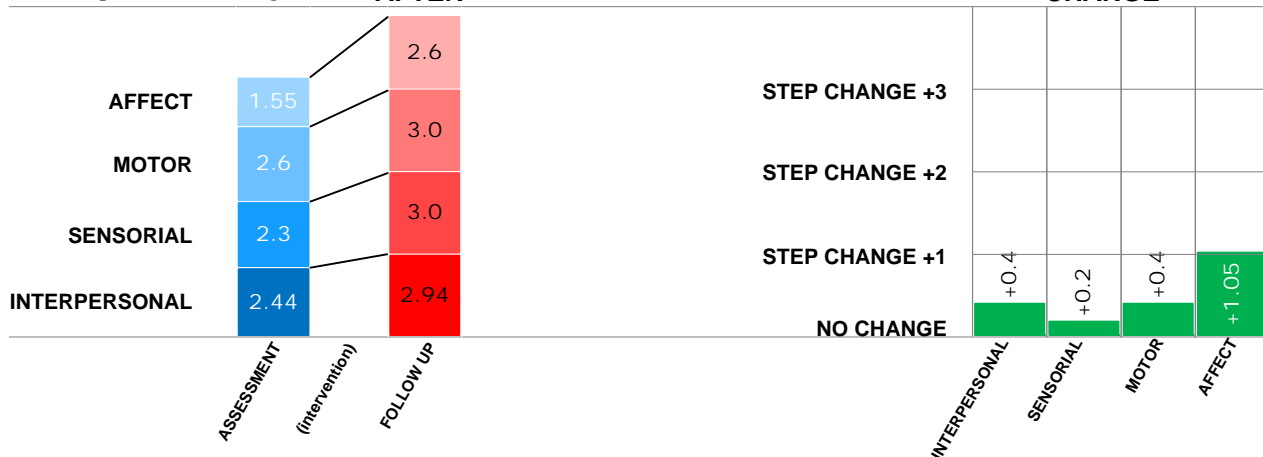 AFTER
CHANGE
2.6
AFFECT
1.55
MOTOR
2.6
3.0
SENSORIAL
2.3
3.0
INTERPERSONAL
2.44
2.94
ASSESSMENT
(intervention)
FOLLOW UP
STEP CHANGE +3
STEP CHANGE +2
STEP CHANGE +1
NO CHANGE
+0.4
+0.2
+0.4
+1.05
INTERPERSONAL
SENSORIAL
MOTOR
AFFECT